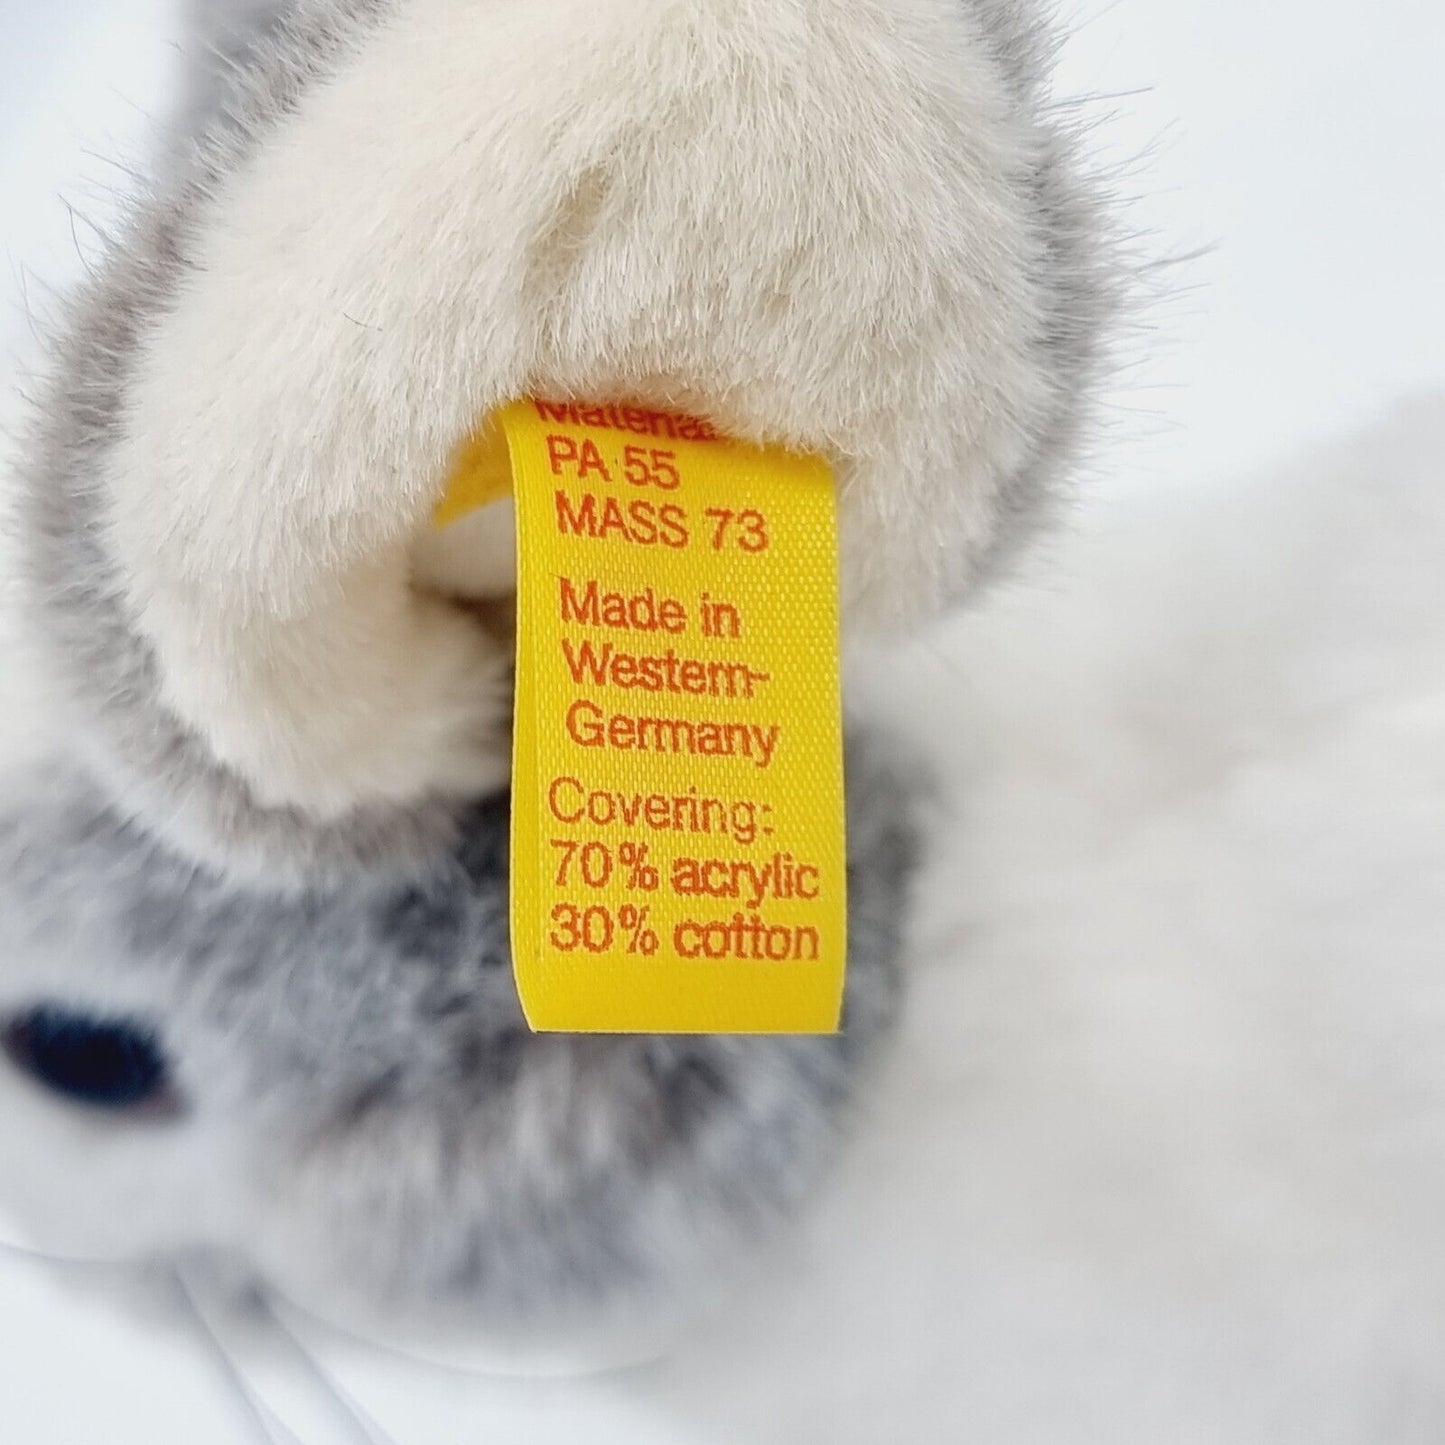 PA 55
MASS 73
Made in
Western-
Germany
Covering:
70% acrylic
30% cotton